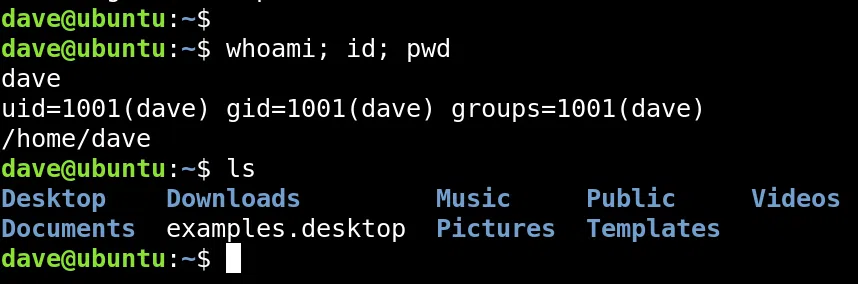 dave@ubuntu:~$
dave@ubuntu:~$ whoami; id; pwd
dave
uid=1001(dave) gid=1001(dave) groups=1001(dave)
/home/dave
dave@ubuntu:~$ ls
Desktop    Downloads         Music     Public     Videos
Documents  examples.desktop  Pictures  Templates
dave@ubuntu:~$